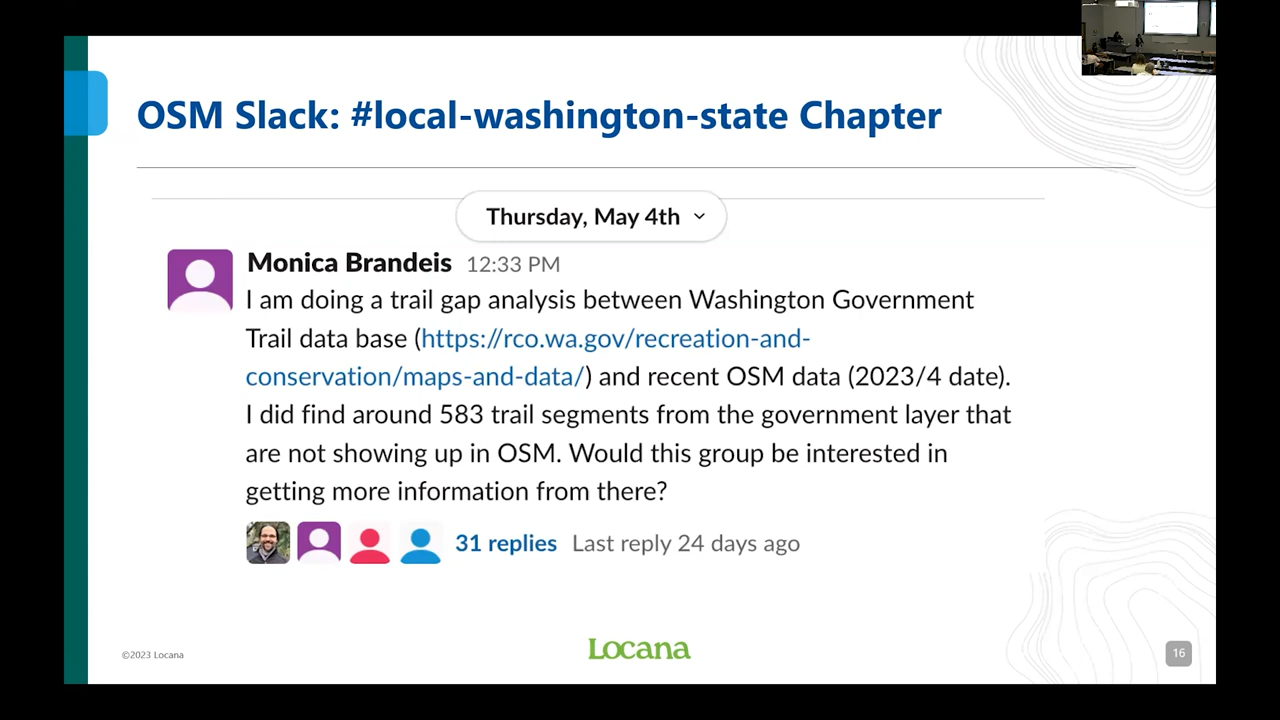 OSM Slack: #local-washington-state Chapter
Thursday, May 4th
Monica Brandeis 12:33 PM
I am doing a trail gap analysis between Washington Government
Trail data base (https://rco.wa.gov/recreation-and-
conservation/maps-and-data/) and recent OSM data (2023/4 date).
I did find around 583 trail segments from the government layer that
are not showing up in OSM. Would this group be interested in
getting more information from there?
31 replies Last reply 24 days ago
©2023 Locana
Locana
16